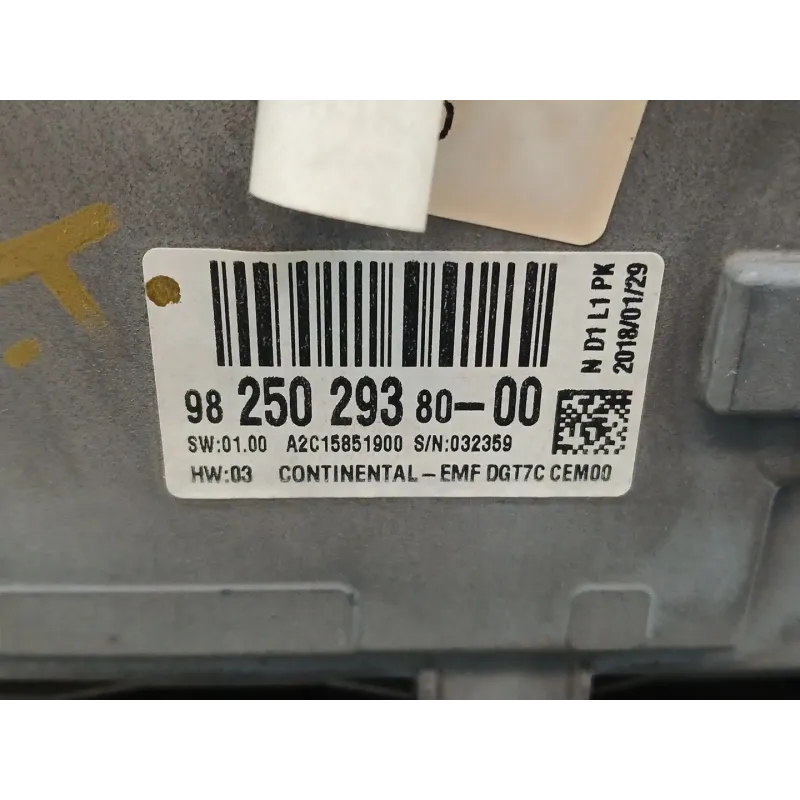 98 250 293 80-00
SW:01.00 A2C15851900 S/N:032359
HW:03 CONTINENTAL-EMF DGT7C CEM00
N D1 L1 PK
2018/01/29